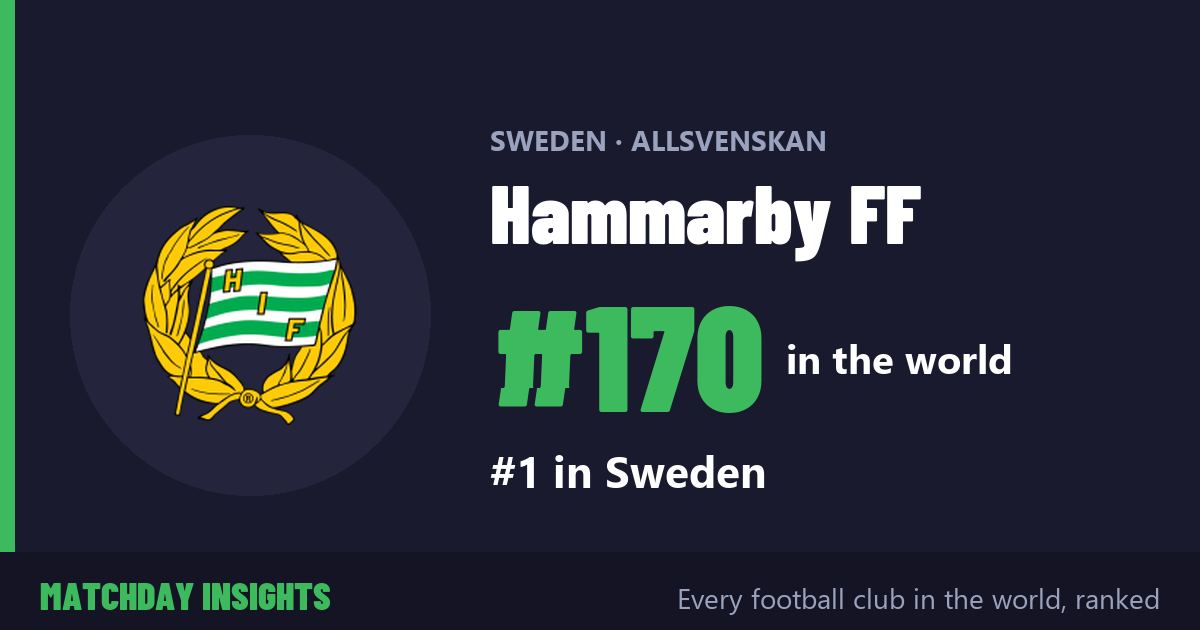 SWEDEN · ALLSVENSKAN
Hammarby FF
#170 in the world
#1 in Sweden
H
I
F
®
MATCHDAY INSIGHTS
Every football club in the world, ranked